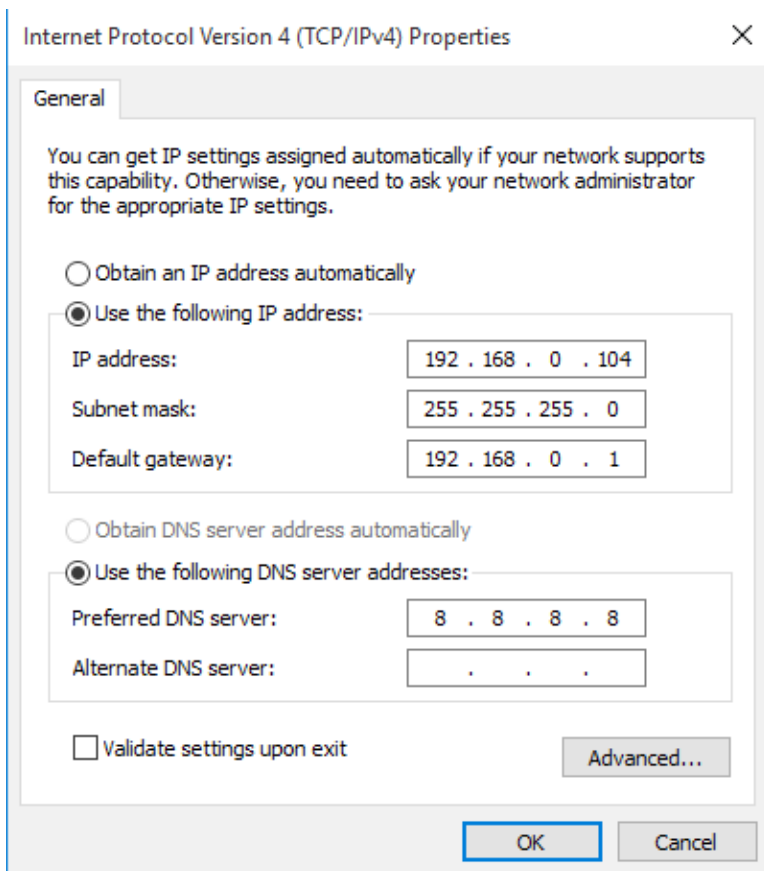 Internet Protocol Version 4 (TCP/IPv4) Properties
General
You can get IP settings assigned automatically if your network supports
this capability. Otherwise, you need to ask your network administrator
for the appropriate IP settings.
Obtain an IP address automatically
Use the following IP address:
IP address: 192 . 168 . 0 . 104
Subnet mask: 255 . 255 . 255 . 0
Default gateway: 192 . 168 . 0 . 1
Obtain DNS server address automatically
Use the following DNS server addresses:
Preferred DNS server: 8 . 8 . 8 . 8
Alternate DNS server: . . .
Validate settings upon exit
Advanced...
OK Cancel